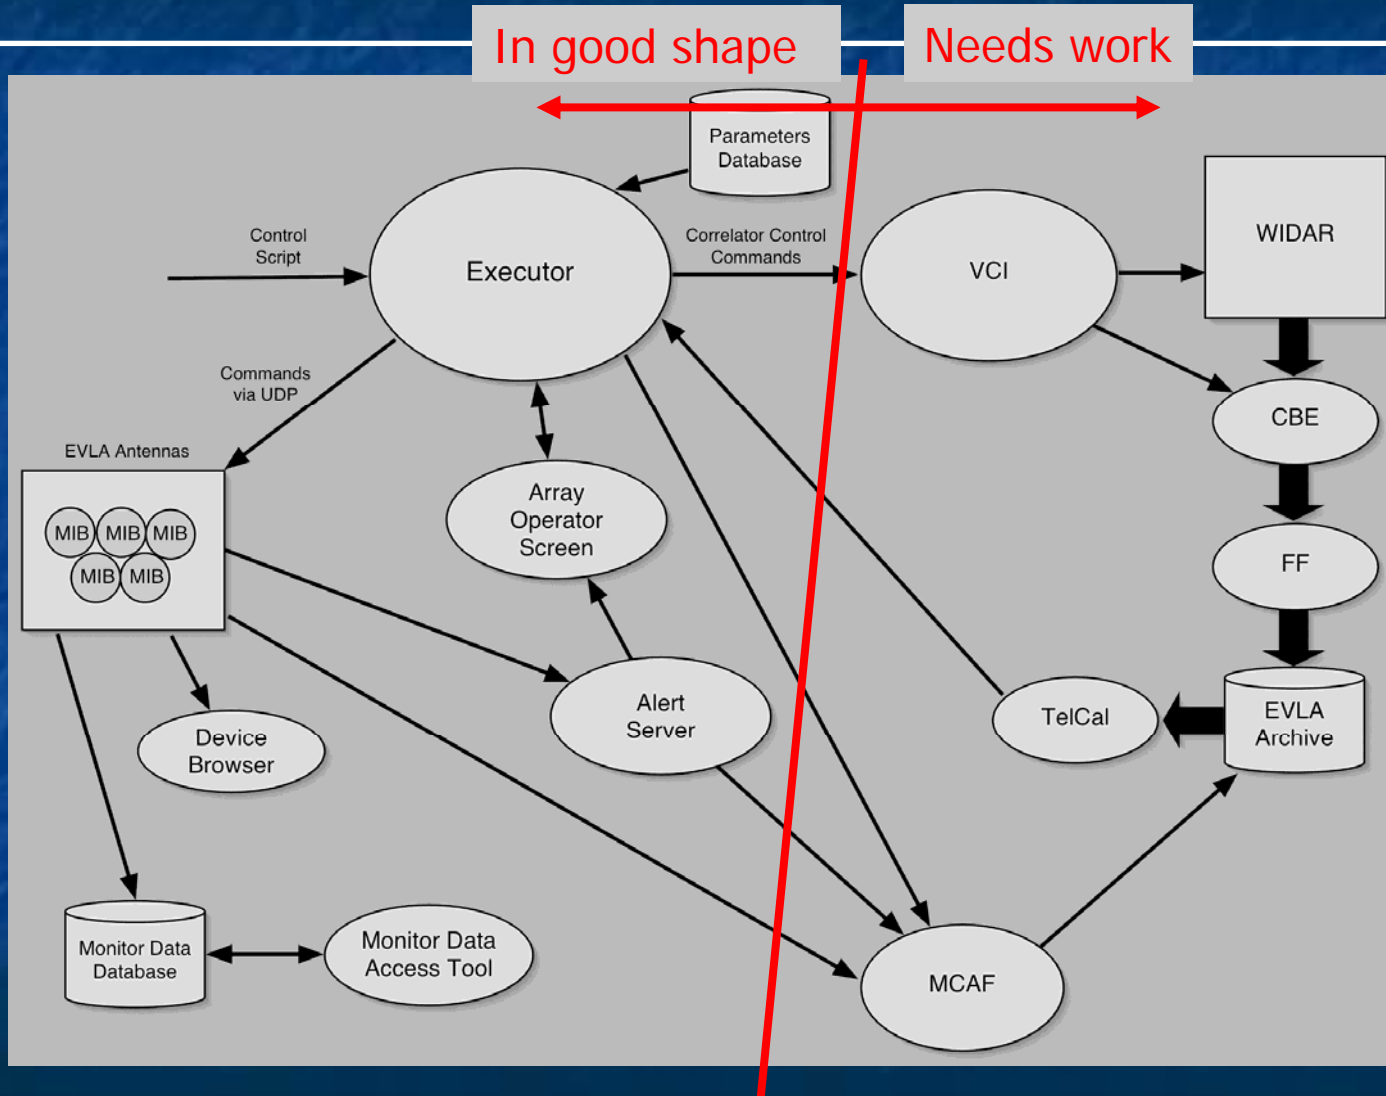 In good shape
Needs work
Parameters
Database
Control
Script
Executor
Correlator Control
Commands
VCI
WIDAR
Commands
via UDP
CBE
EVLA Antennas
MIB MIB MIB
MIB MIB
Array
Operator
Screen
FF
Device
Browser
Alert
Server
TelCal
EVLA
Archive
Monitor Data
Database
Monitor Data
Access Tool
MCAF